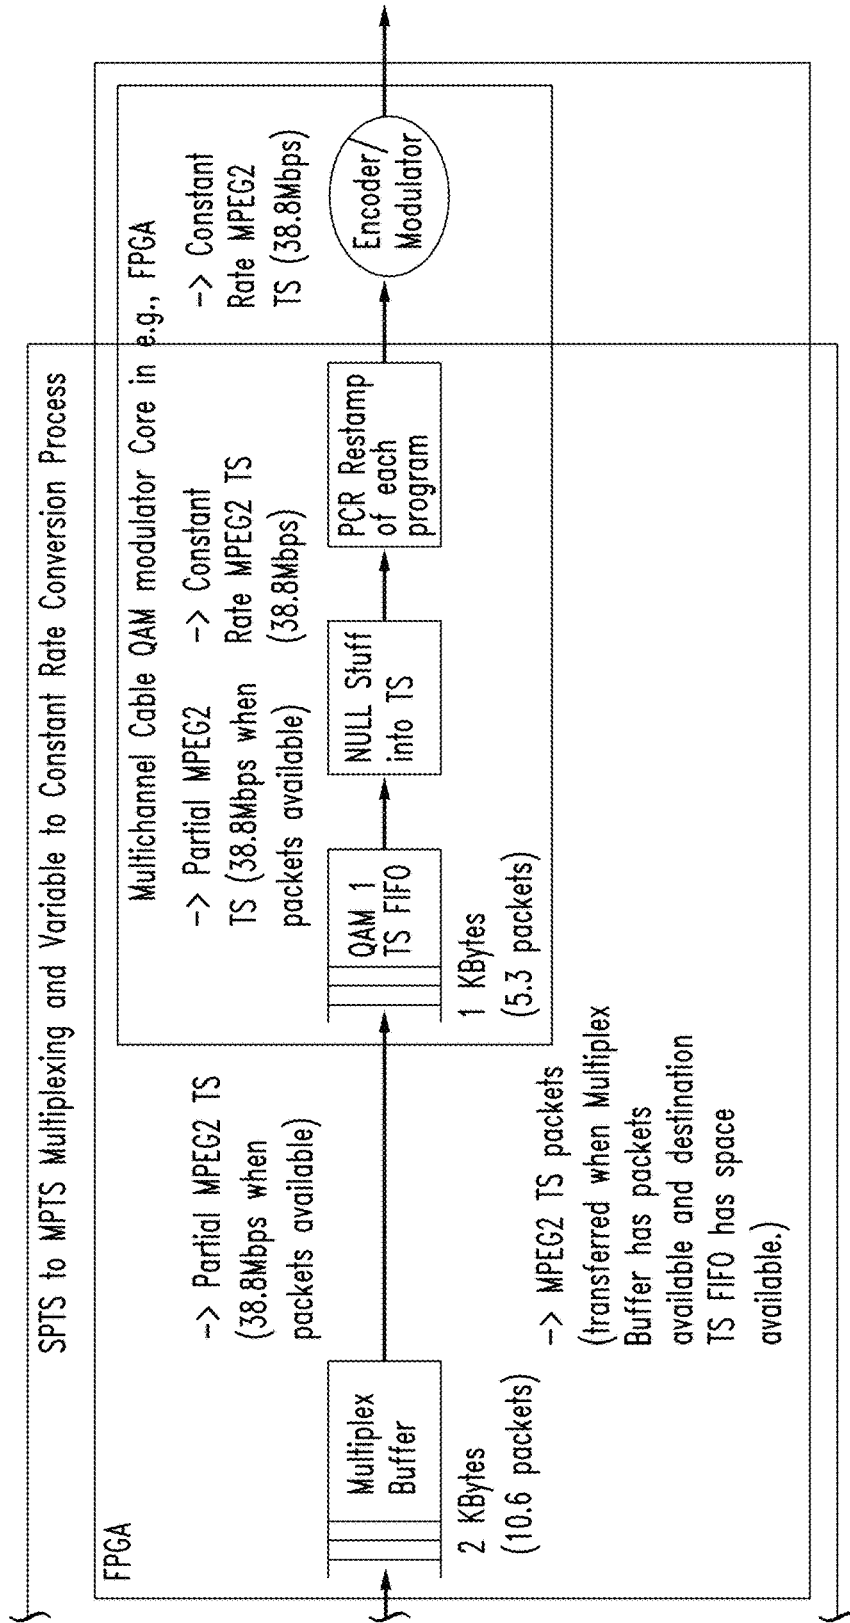 SPTS to MPTS Multiplexing and Variable to Constant Rate Conversion Process
FPGA
Multiplex
Buffer
2 KBytes
(10.6 packets)
-> Partial MPEG2 TS
(38.8Mbps when
packets available)
-> MPEG2 TS packets
(transferred when Multiplex
Buffer has packets
available and destination
TS FIFO has space
available.)
Multichannel Cable QAM modulator Core in e.g., FPGA
-> Partial MPEG2
TS (38.8Mbps when
packets available)
QAM 1
TS FIFO
1 KBytes
(5.3 packets)
NULL Stuff
into TS
-> Constant
Rate MPEG2 TS
(38.8Mbps)
PCR Restamp
of each
program
-> Constant
Rate MPEG2
TS (38.8Mbps)
Encoder/
Modulator